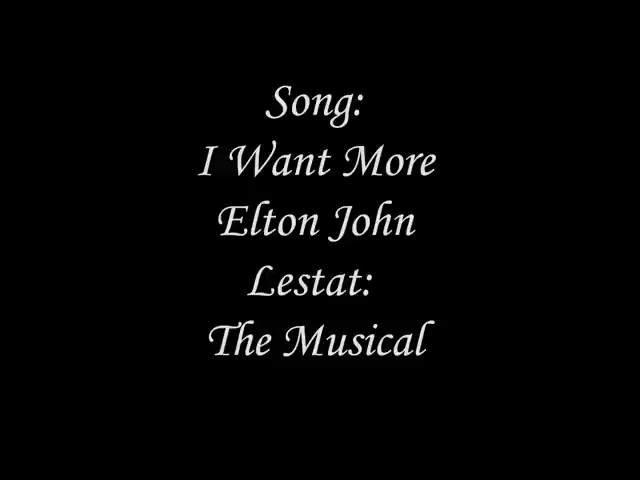 Song:
I Want More
Elton John
Lestat:
The Musical